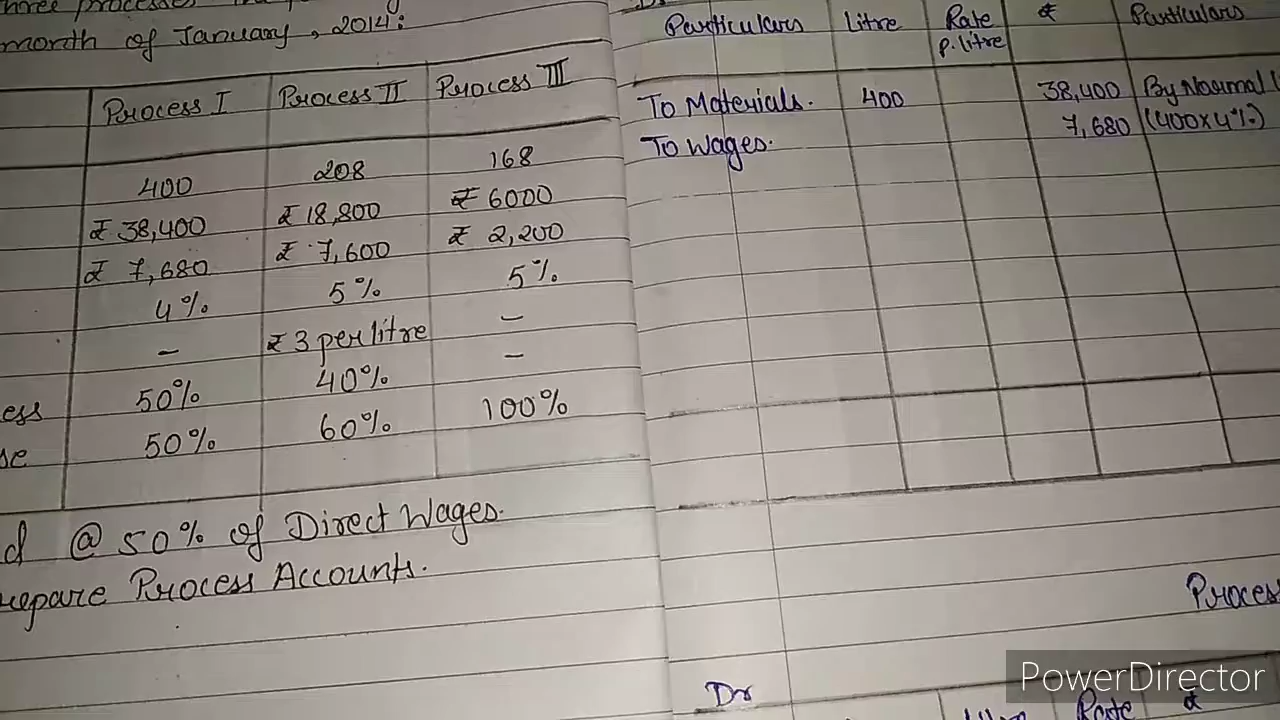 three processes
month of January, 2014:
Process I Process II Process III
400 208 168
₹ 38,400 ₹ 18,800 ₹ 6000
₹ 7,680 ₹ 7,600 ₹ 2,200
4% 5% 5%
- ₹ 3 per litre -
ess 50% 40% -
se 50% 60% 100%
d @ 50% of Direct Wages.
repare Process Accounts.
Particulars Litre Rate p.litre ₹ Particulars
To Materials. 400 38,400 By Normal
To Wages. 7,680 (400x4%)
Process
Dr Rate ₹
PowerDirector